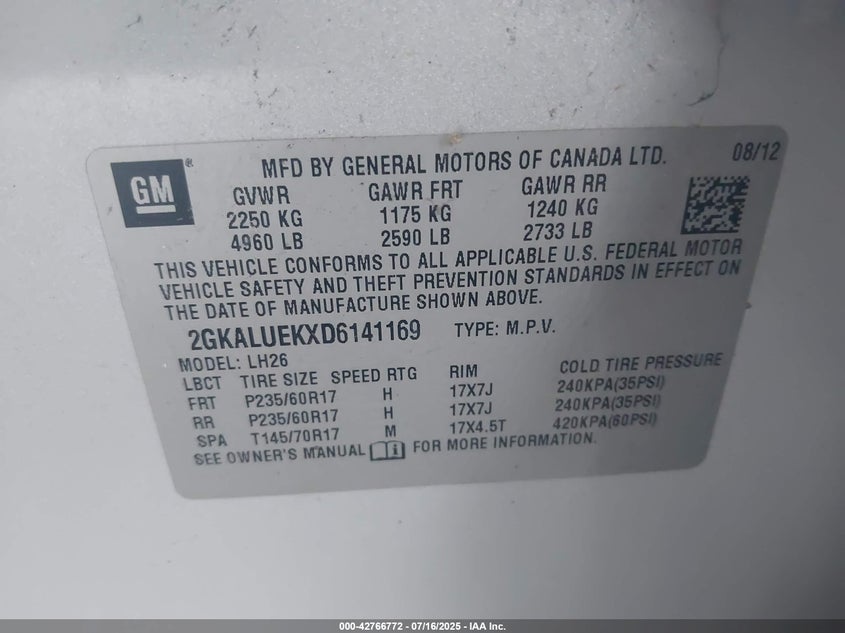 GM ® MFD BY GENERAL MOTORS OF CANADA LTD. 08/12
GVWR GAWR FRT GAWR RR
2250 KG 1175 KG 1240 KG
4960 LB 2590 LB 2733 LB
THIS VEHICLE CONFORMS TO ALL APPLICABLE U.S. FEDERAL MOTOR
VEHICLE SAFETY AND THEFT PREVENTION STANDARDS IN EFFECT ON
THE DATE OF MANUFACTURE SHOWN ABOVE.
2GKALUEKXD6141169 TYPE: M.P.V.
MODEL: LH26
LBCT TIRE SIZE SPEED RTG RIM COLD TIRE PRESSURE
FRT P235/60R17 H 17X7J 240KPA(35PSI)
RR P235/60R17 H 17X7J 240KPA(35PSI)
SPA T145/70R17 M 17X4.5T 420KPA(60PSI)
SEE OWNER'S MANUAL i FOR MORE INFORMATION.
000-42766772 - 07/16/2025 - IAA Inc.